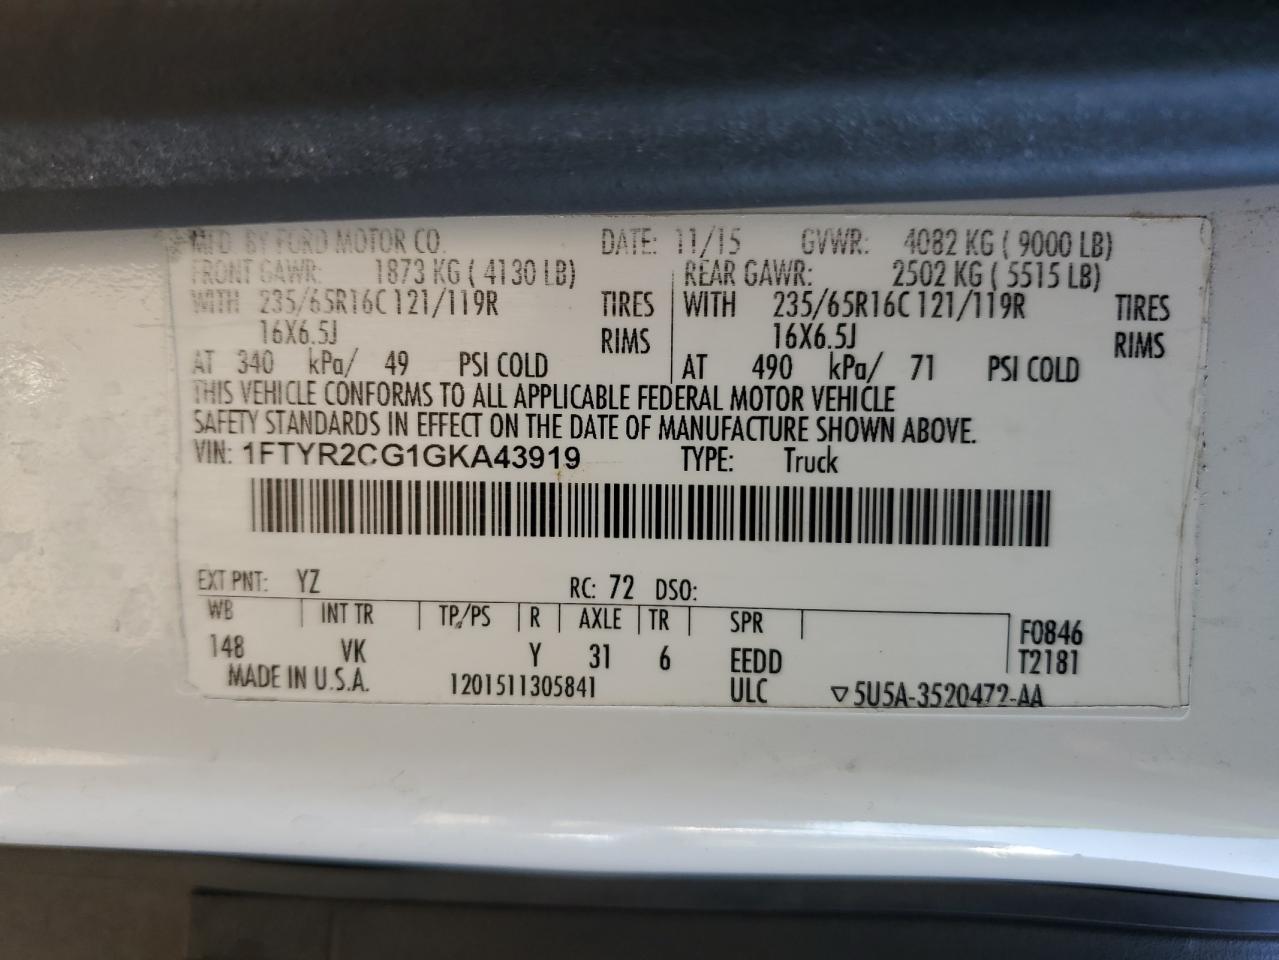 MFD. BY FORD MOTOR CO. DATE: 11/15 GVWR: 4082 KG ( 9000 LB)
FRONT GAWR: 1873 KG ( 4130 LB) REAR GAWR: 2502 KG ( 5515 LB)
WITH 235/65R16C 121/119R TIRES WITH 235/65R16C 121/119R TIRES
16X6.5J RIMS 16X6.5J RIMS
AT 340 kPa/ 49 PSI COLD AT 490 kPa/ 71 PSI COLD
THIS VEHICLE CONFORMS TO ALL APPLICABLE FEDERAL MOTOR VEHICLE
SAFETY STANDARDS IN EFFECT ON THE DATE OF MANUFACTURE SHOWN ABOVE.
VIN: 1FTYR2CG1GKA43919 TYPE: Truck
EXT PNT: YZ RC: 72 DSO:
WB INT TR TP/PS R AXLE TR SPR F0846
148 VK Y 31 6 EEDD T2181
MADE IN U.S.A. 1201511305841 ULC ▽5U5A-3520472-AA